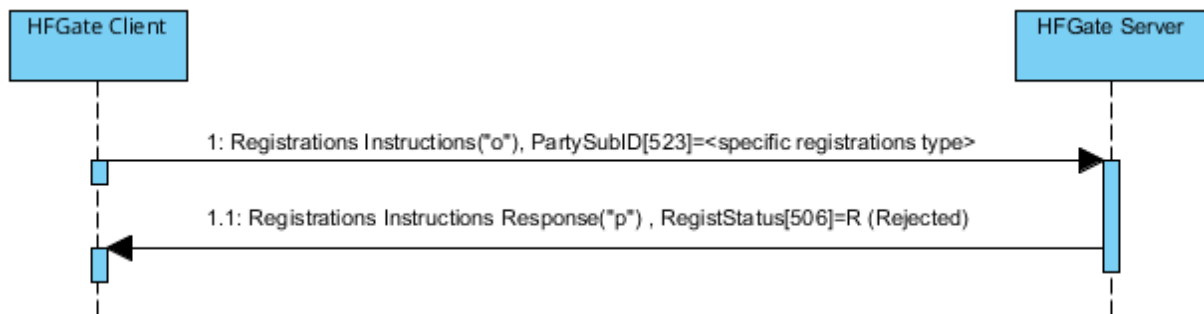 HFGate Client
HFGate Server
1: Registrations Instructions("o"), PartySubID[523]=<specific registrations type>
1.1: Registrations Instructions Response("p") , RegistStatus[506]=R (Rejected)